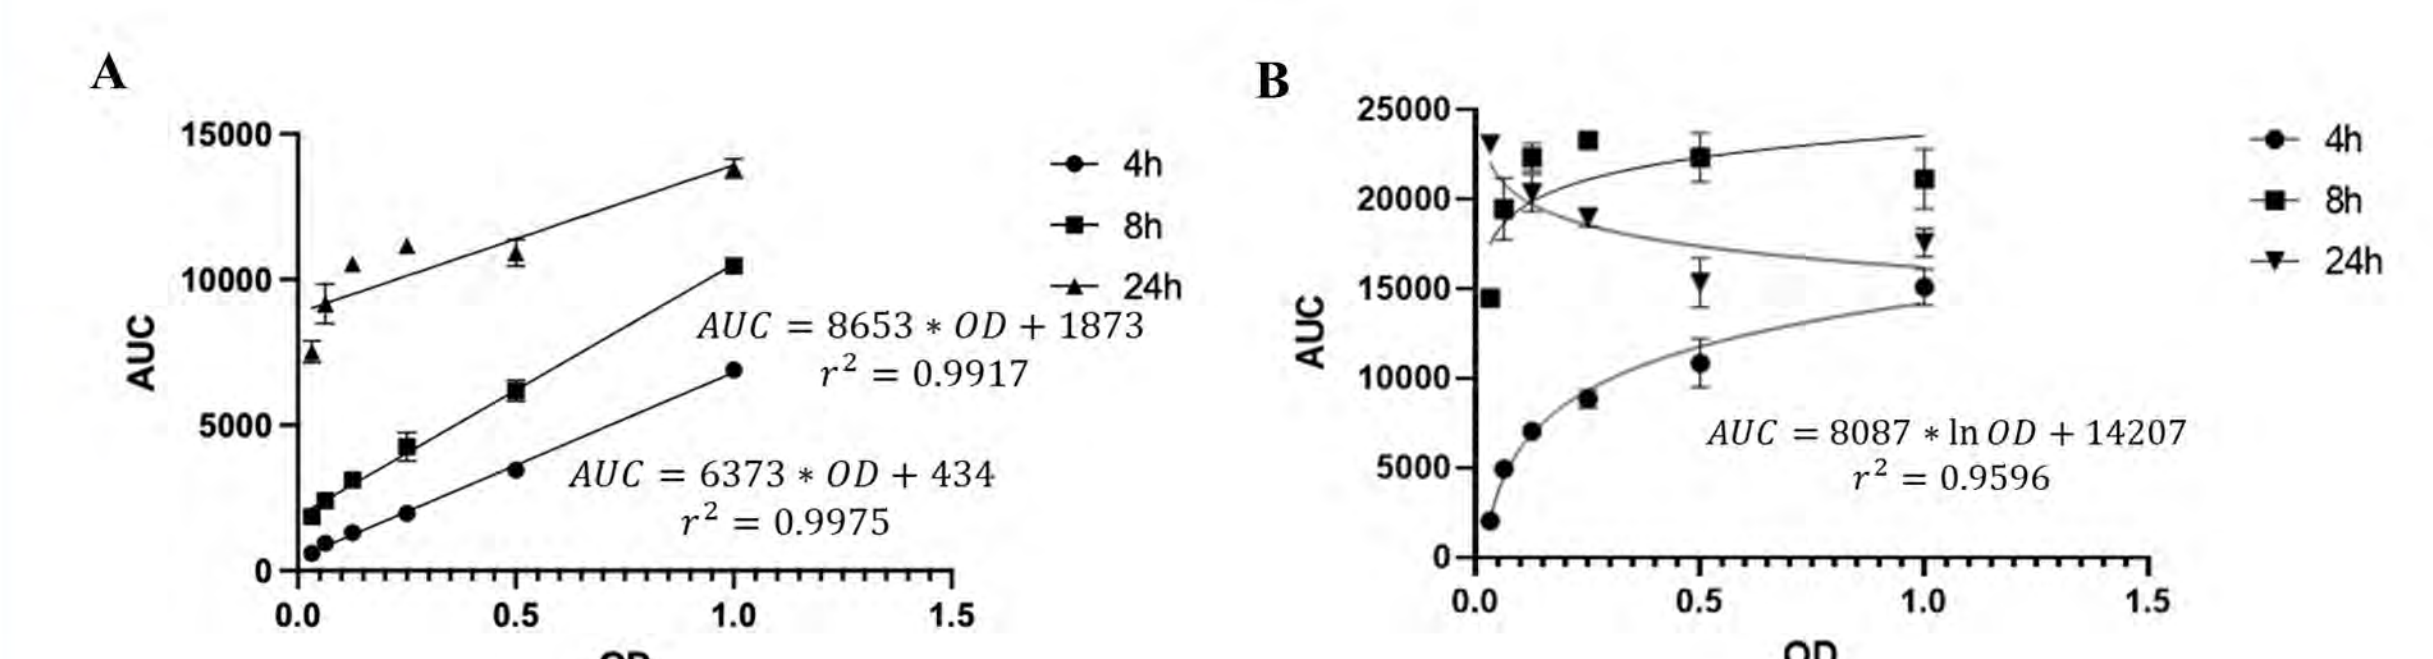 A
15000
10000
5000
0
AUC
0.0 0.5 1.0 1.5
4h
8h
24h
AUC = 8653 * OD + 1873
r² = 0.9917
AUC = 6373 * OD + 434
r² = 0.9975
B
25000
20000
15000
10000
5000
0
AUC
0.0 0.5 1.0 1.5
OD
4h
8h
24h
AUC = 8087 * ln OD + 14207
r² = 0.9596